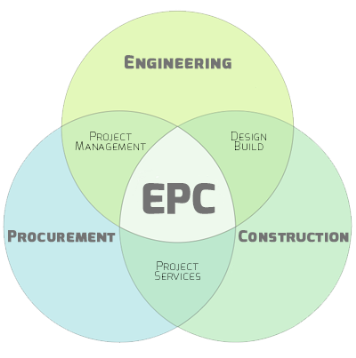 Engineering
Project
Management
Design
Build
EPC
Procurement
Construction
Project
Services